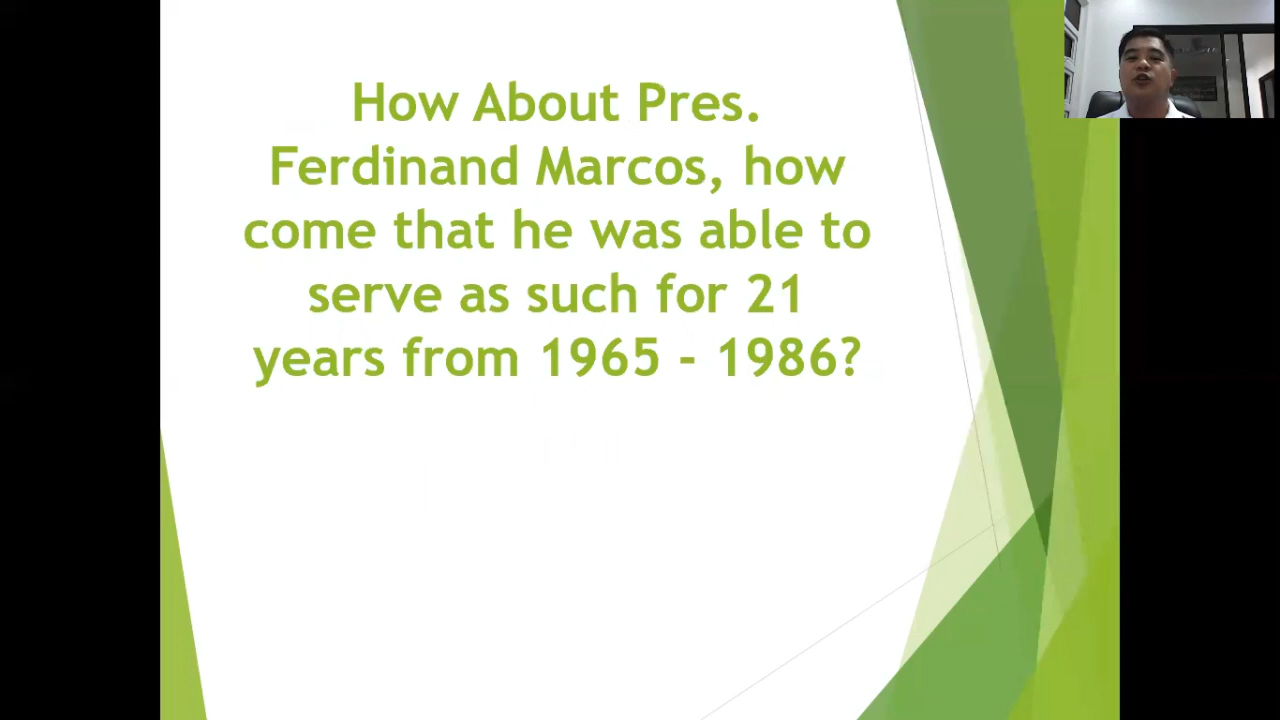 How About Pres.
Ferdinand Marcos, how
come that he was able to
serve as such for 21
years from 1965 - 1986?